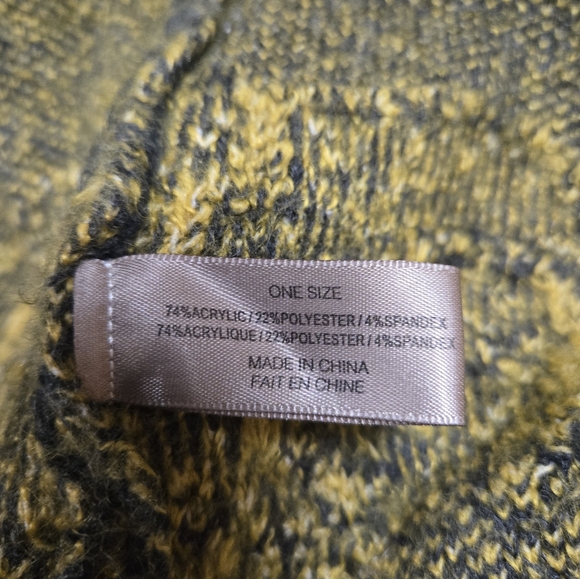 ONE SIZE
74%ACRYLIC/22%POLYESTER/4%SPANDEX
74%ACRYLIQUE/22%POLYESTER/4%SPANDEX
MADE IN CHINA
FAIT EN CHINE